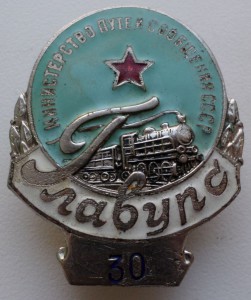 МИНИСТЕРСТВО ПУТЕЙ СООБЩЕНИЯ СССР
Главурс
30